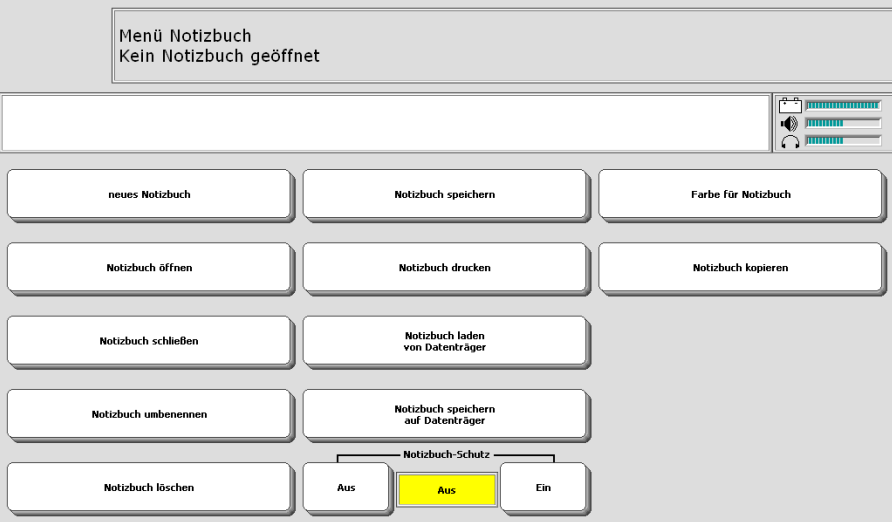 Menü Notizbuch
Kein Notizbuch geöffnet
neues Notizbuch
Notizbuch speichern
Farbe für Notizbuch
Notizbuch öffnen
Notizbuch drucken
Notizbuch kopieren
Notizbuch schließen
Notizbuch laden
von Datenträger
Notizbuch umbenennen
Notizbuch speichern
auf Datenträger
Notizbuch-Schutz
Notizbuch löschen
Aus
Aus
Ein